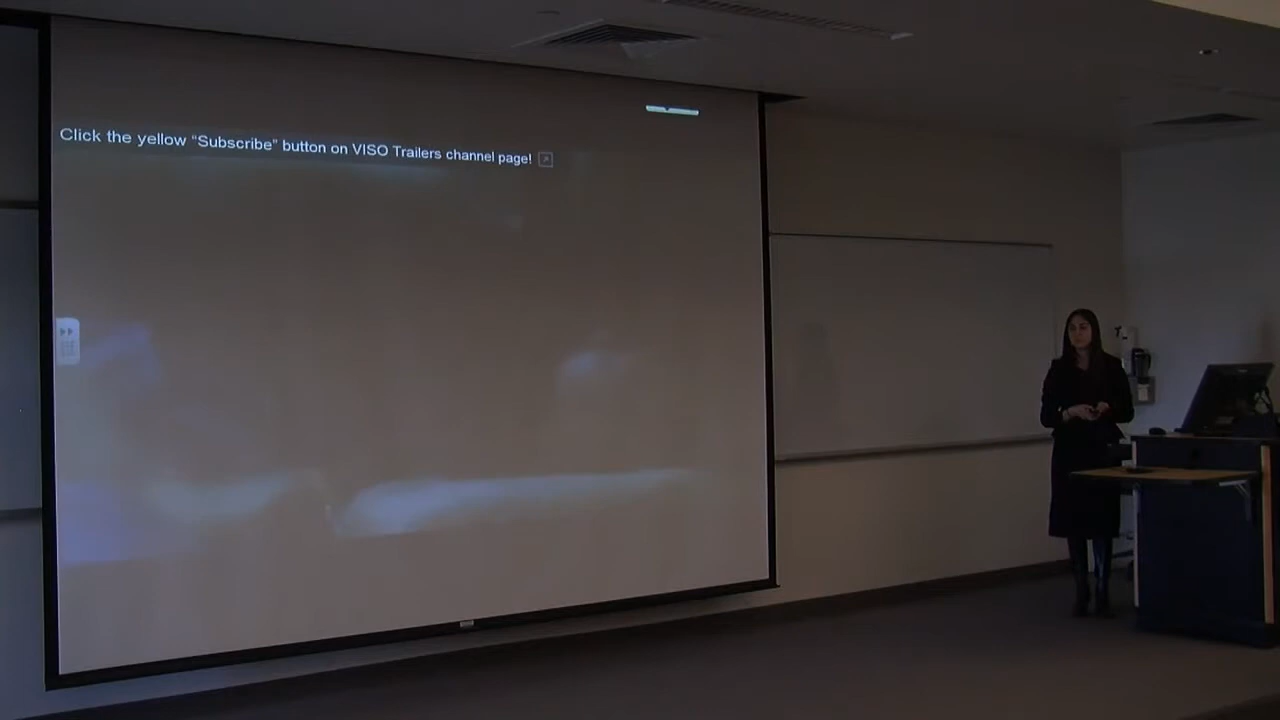 Click the yellow “Subscribe” button on VISO Trailers channel page!